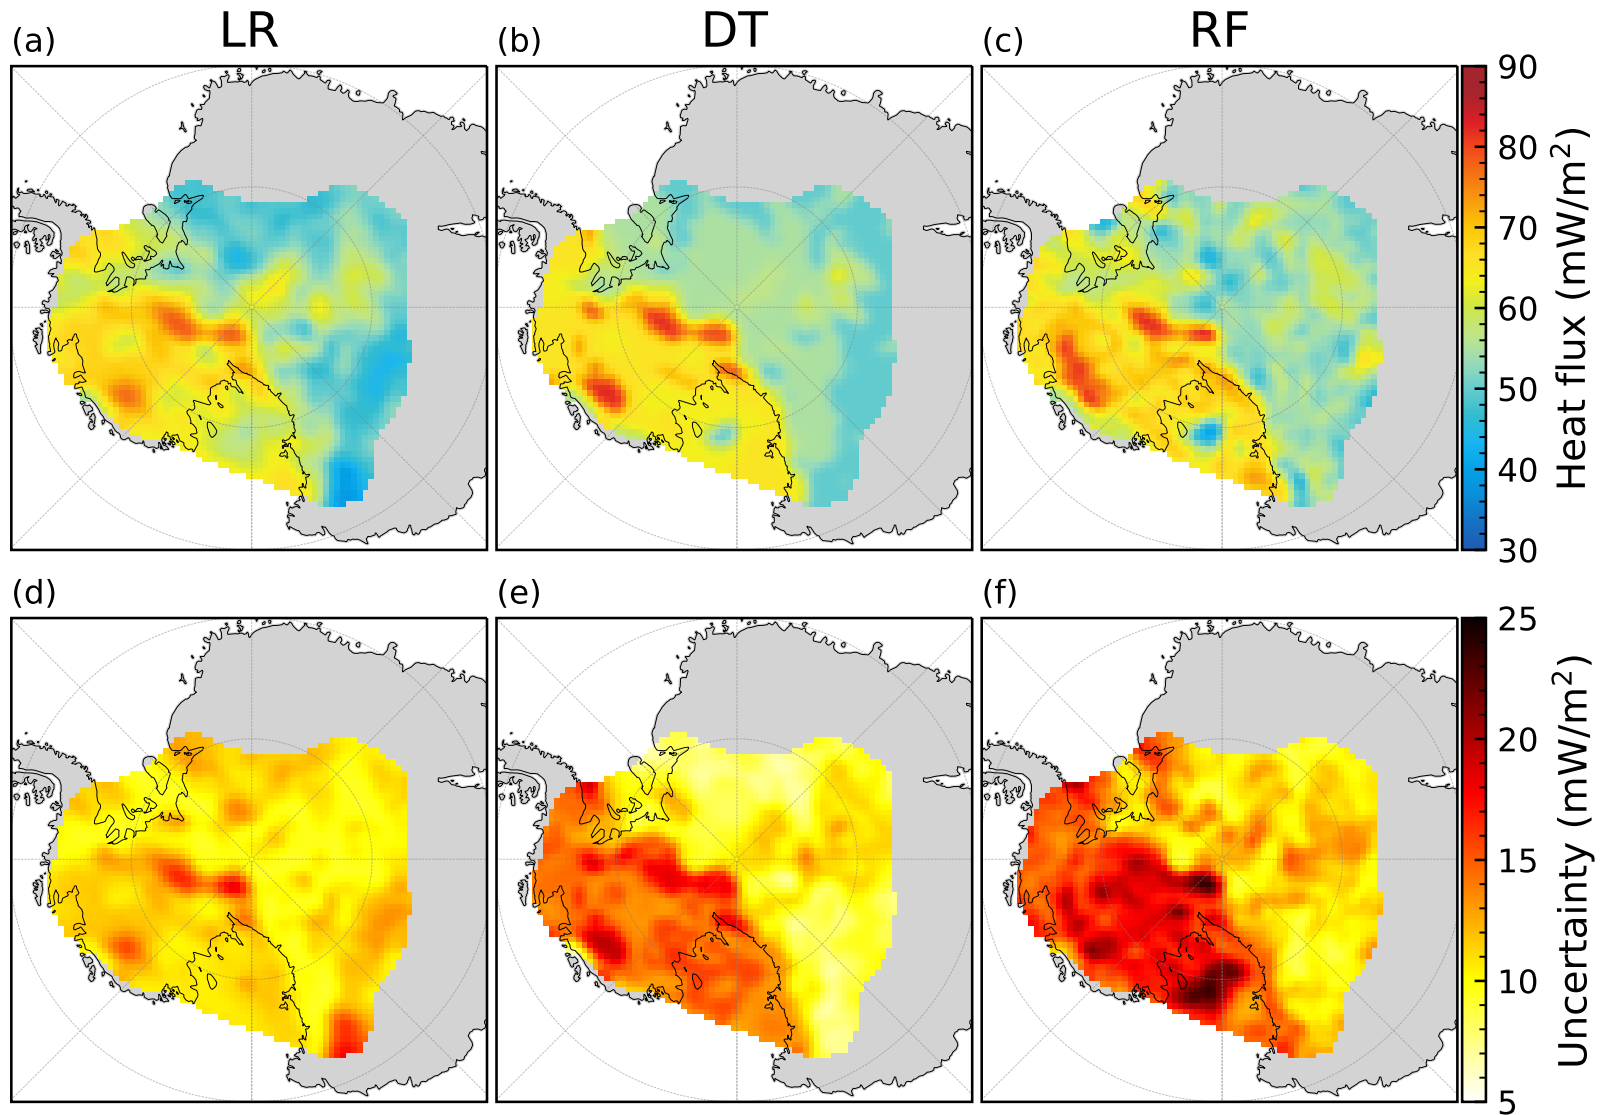 LR
DT
RF
(a)
(b)
(c)
90
80
70
60
50
40
30
Heat flux (mW/m²)
(d)
(e)
(f)
25
20
15
10
5
Uncertainty (mW/m²)